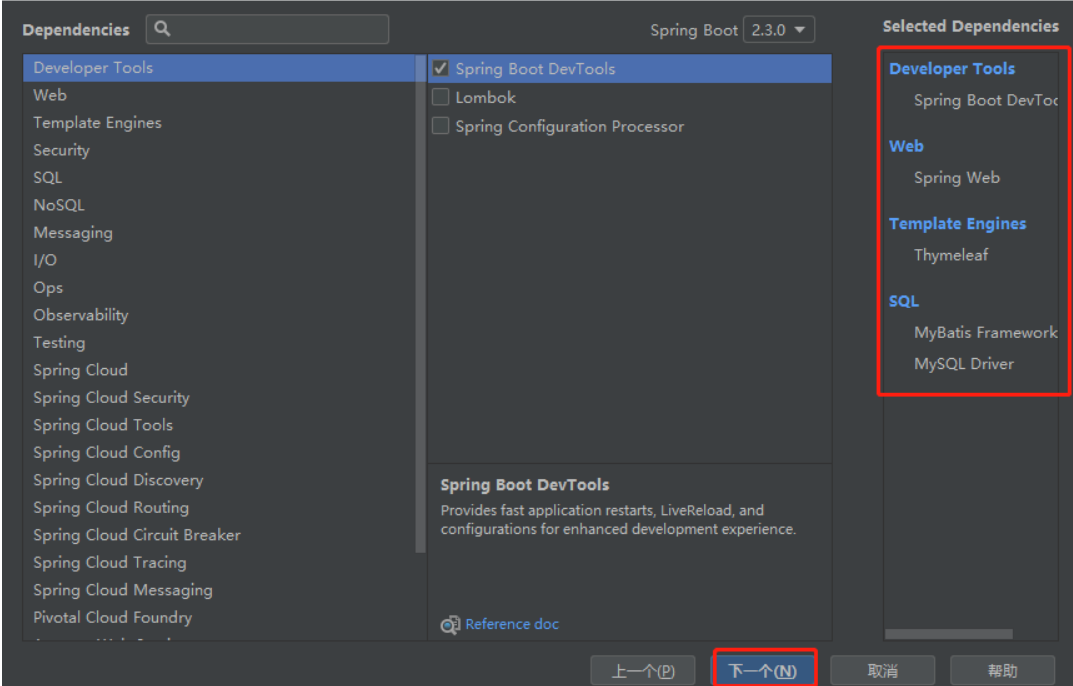 Dependencies
Spring Boot 2.3.0
Selected Dependencies
Developer Tools
Web
Template Engines
Security
SQL
NoSQL
Messaging
I/O
Ops
Observability
Testing
Spring Cloud
Spring Cloud Security
Spring Cloud Tools
Spring Cloud Config
Spring Cloud Discovery
Spring Cloud Routing
Spring Cloud Circuit Breaker
Spring Cloud Tracing
Spring Cloud Messaging
Pivotal Cloud Foundry
Spring Boot DevTools
Lombok
Spring Configuration Processor
Spring Boot DevTools
Provides fast application restarts, LiveReload, and
configurations for enhanced development experience.
Reference doc
Developer Tools
Spring Boot DevToo
Web
Spring Web
Template Engines
Thymeleaf
SQL
MyBatis Framework
MySQL Driver
上一个(P)
下一个(N)
取消
帮助